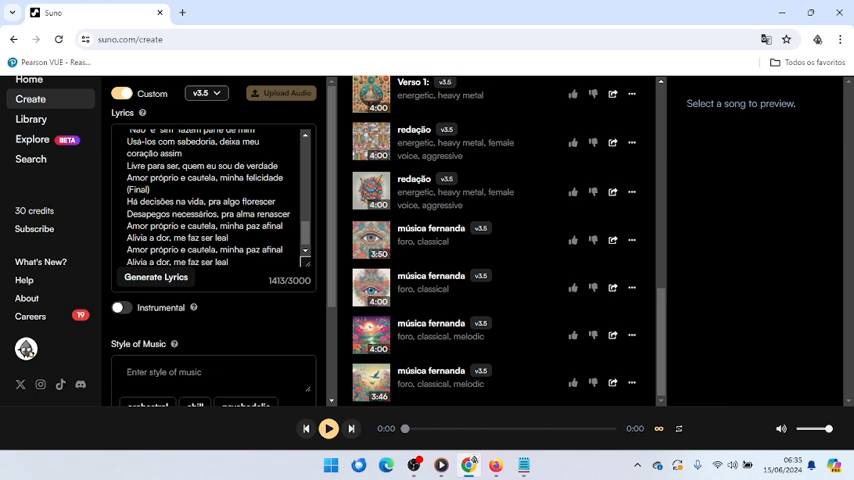 Suno
suno.com/create
Pearson VUE - Reas...
Todos os favoritos
Home
Create
Library
Explore BETA
Search
30 credits
Subscribe
What's New?
Help
About
Careers 19
Custom
v3.5
Upload Audio
Lyrics
"Não" e "sim" fazem parte de mim
Usá-los com sabedoria, deixa meu
coração assim
Livre para ser, quem eu sou de verdade
Amor próprio e cautela, minha felicidade
(Final)
Há decisões na vida, pra algo florescer
Desapegos necessários, pra alma renascer
Amor próprio e cautela, minha paz afinal
Alivia a dor, me faz ser leal
Amor próprio e cautela, minha paz afinal
Alivia a dor, me faz ser leal
Generate Lyrics
1413/3000
Instrumental
Style of Music
Enter style of music
orchestral chill psychedelic
Verso 1: v3.5
energetic, heavy metal
4:00
redação v3.5
energetic, heavy metal, female
voice, aggressive
4:00
redação v3.5
energetic, heavy metal, female
voice, aggressive
4:00
música fernanda v3.5
foro, classical
3:50
música fernanda v3.5
foro, classical
4:00
música fernanda v3.5
foro, classical, melodic
4:00
música fernanda v3.5
foro, classical, melodic
3:46
Select a song to preview.
0:00
0:00
06:35
15/06/2024